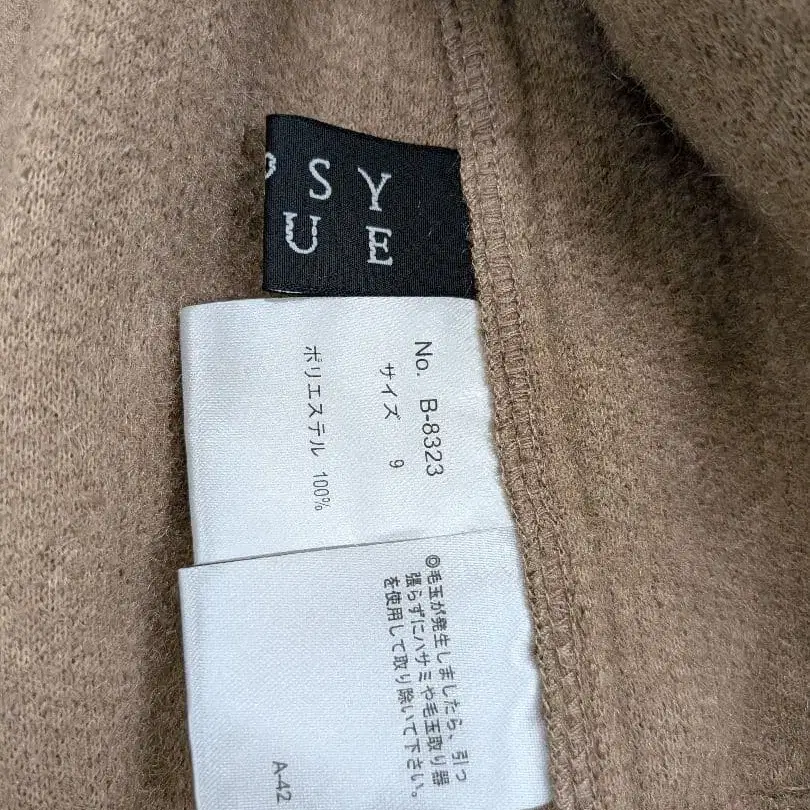 SY
UE
No. B-8323
サイズ 9
ポリエステル 100%
◎毛玉が発生しましたら、引っ
張らずにハサミや毛玉取り器
を使用して取り除いて下さい。
A-42